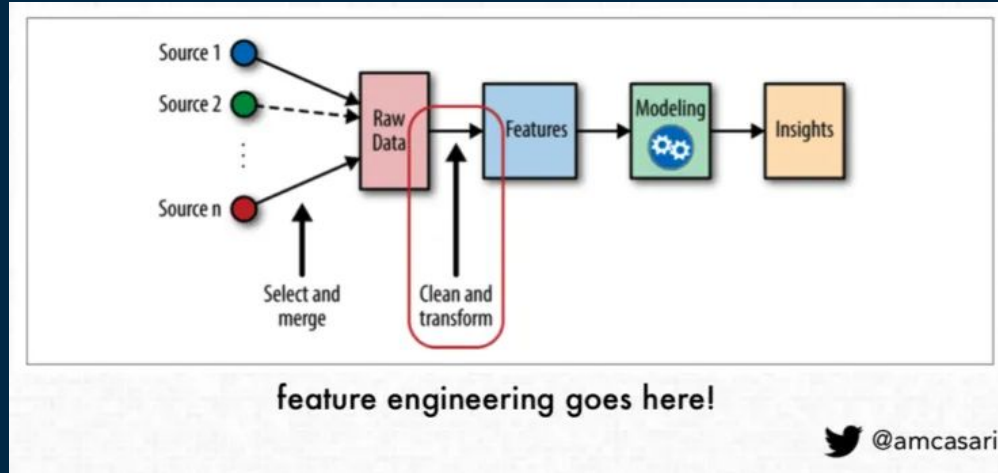 Source 1
Source 2
Source n
Raw
Data
Features
Modeling
Insights
Select and
merge
Clean and
transform
feature engineering goes here!
@amcasari